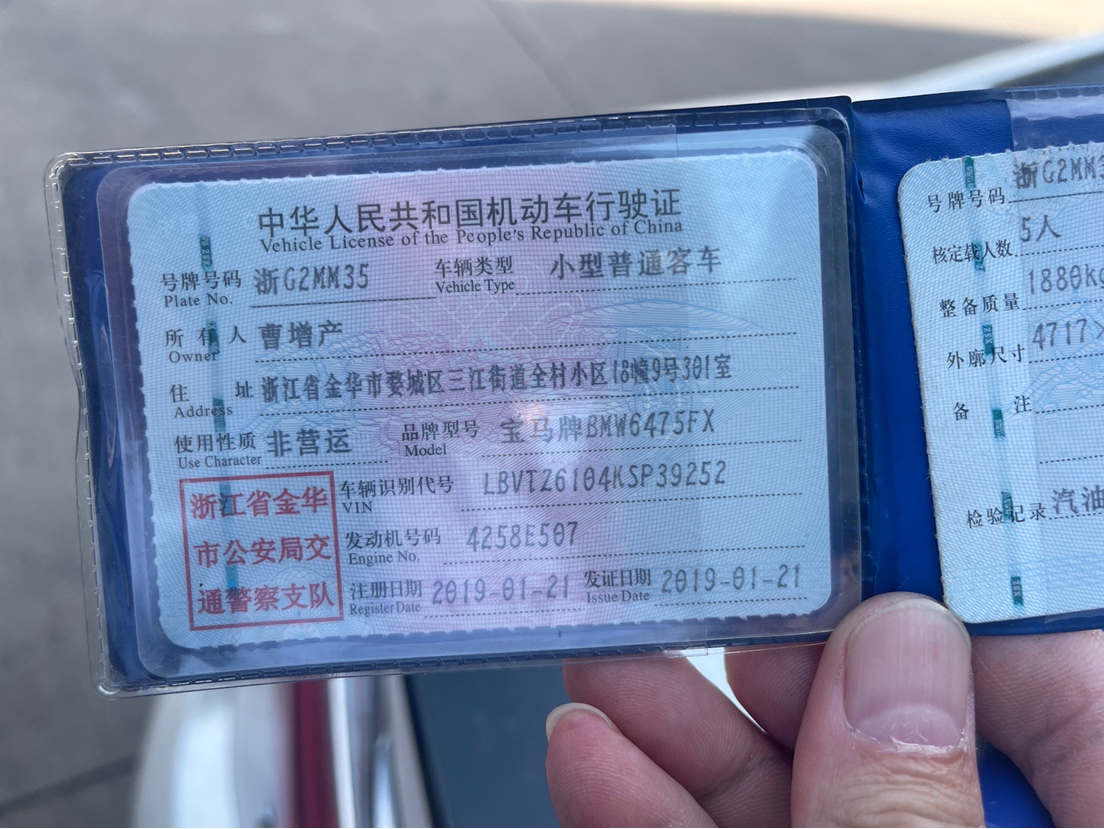 中华人民共和国机动车行驶证
Vehicle License of the People's Republic of China
号牌号码 浙G2MM35 车辆类型 小型普通客车
Plate No. Vehicle Type
所有人 曹增产
Owner
住址 浙江省金华市婺城区三江街道全村小区18幢9号301室
Address
使用性质 非营运 品牌型号 宝马牌BMW6475FX
Use Character Model
浙江省金华
市公安局交
通警察支队
车辆识别代号 LBVTZ6104KSP39252
VIN
发动机号码 4258E507
Engine No.
注册日期 2019-01-21 发证日期 2019-01-21
Register Date Issue Date
号牌号码 浙G2MM3
核定载人数 5人
整备质量 1880kg
外廓尺寸 4717×
备注
检验记录 汽油